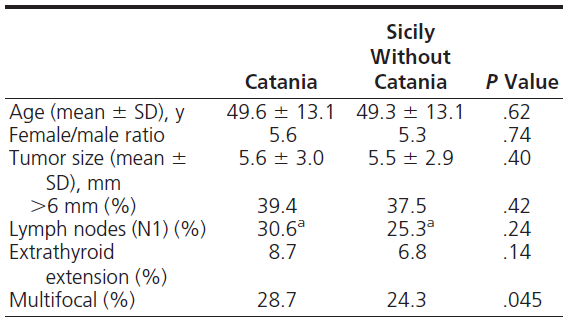 Sicily
Without
Catania Catania P Value
Age (mean ± SD), y 49.6 ± 13.1 49.3 ± 13.1 .62
Female/male ratio 5.6 5.3 .74
Tumor size (mean ± 5.6 ± 3.0 5.5 ± 2.9 .40
SD), mm
>6 mm (%) 39.4 37.5 .42
Lymph nodes (N1) (%) 30.6ᵃ 25.3ᵃ .24
Extrathyroid 8.7 6.8 .14
extension (%)
Multifocal (%) 28.7 24.3 .045